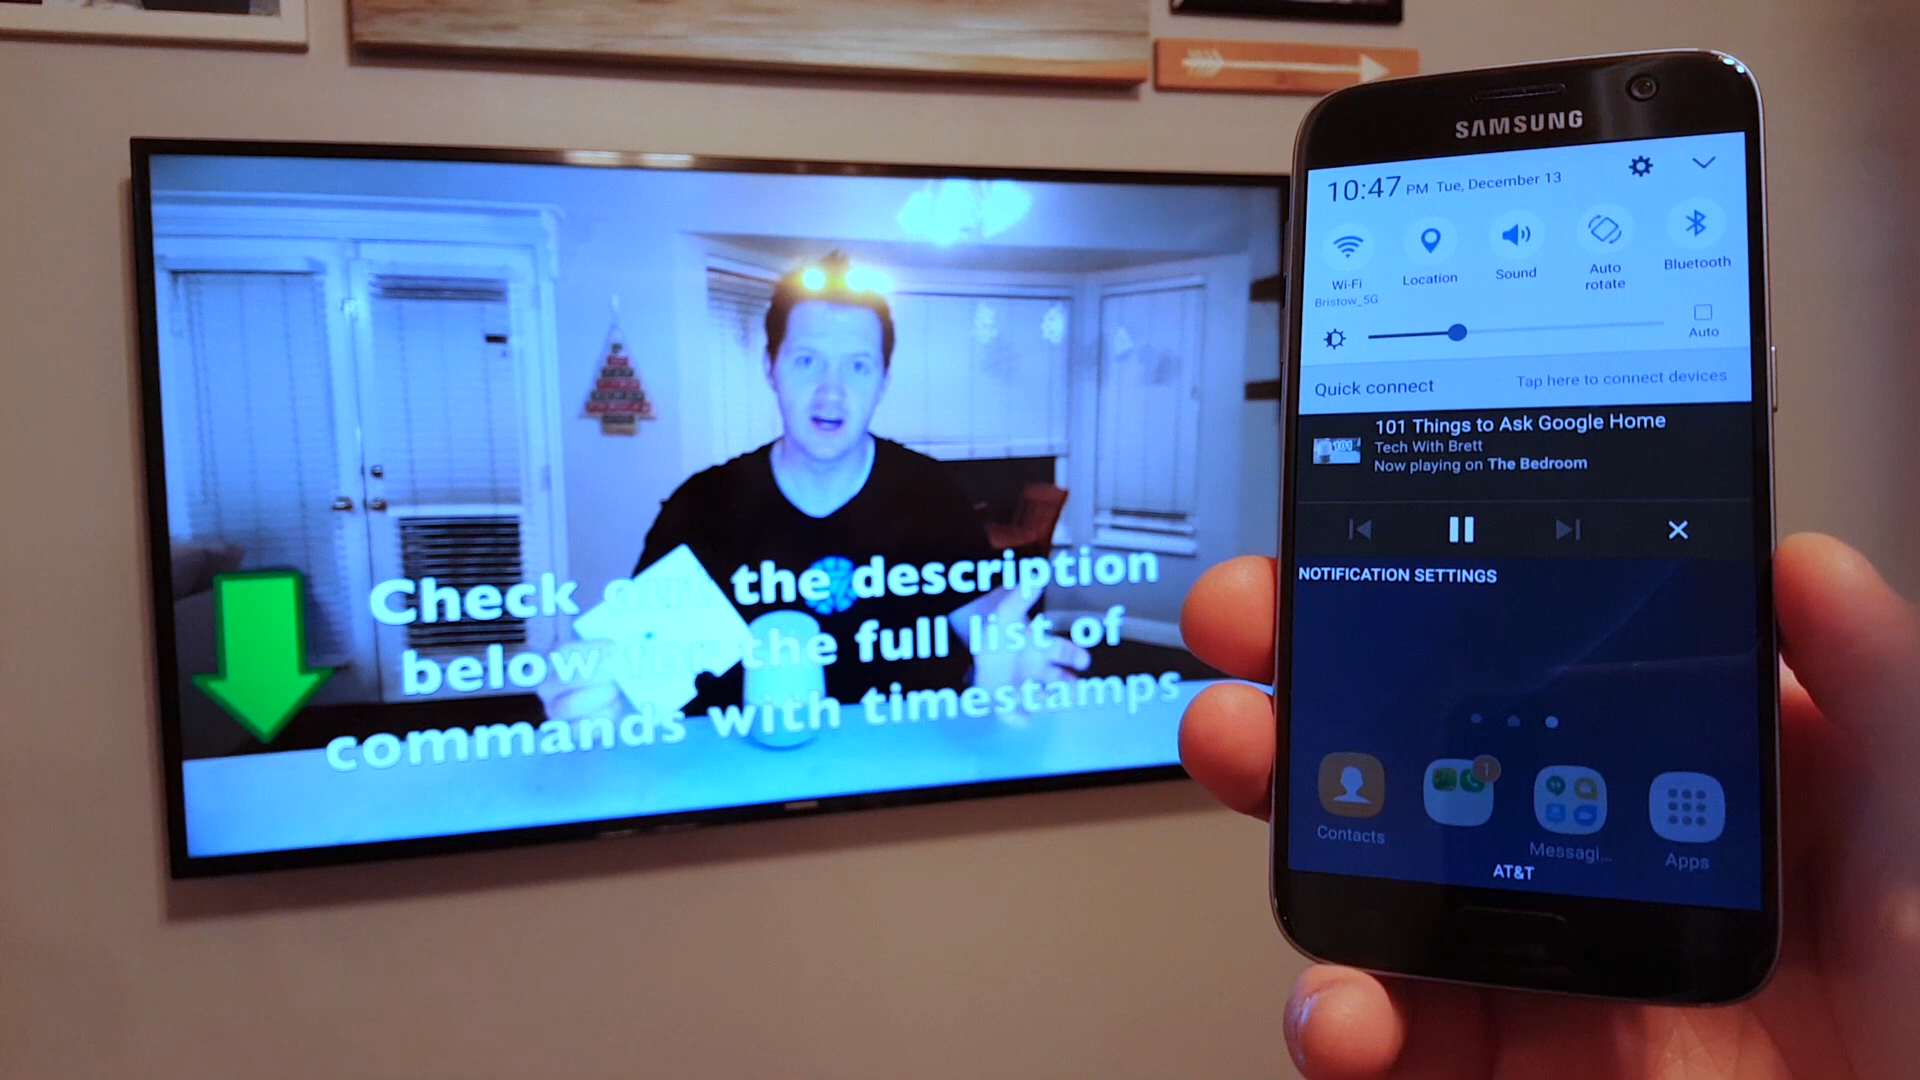 Check out the description
below for the full list of
commands with timestamps
SAMSUNG
10:47 PM Tue, December 13
Wi-Fi
Bristow_5G
Location
Sound
Auto
rotate
Bluetooth
Auto
Quick connect
Tap here to connect devices
101
101 Things to Ask Google Home
Tech With Brett
Now playing on The Bedroom
NOTIFICATION SETTINGS
1
Contacts
Messagi...
Apps
AT&T